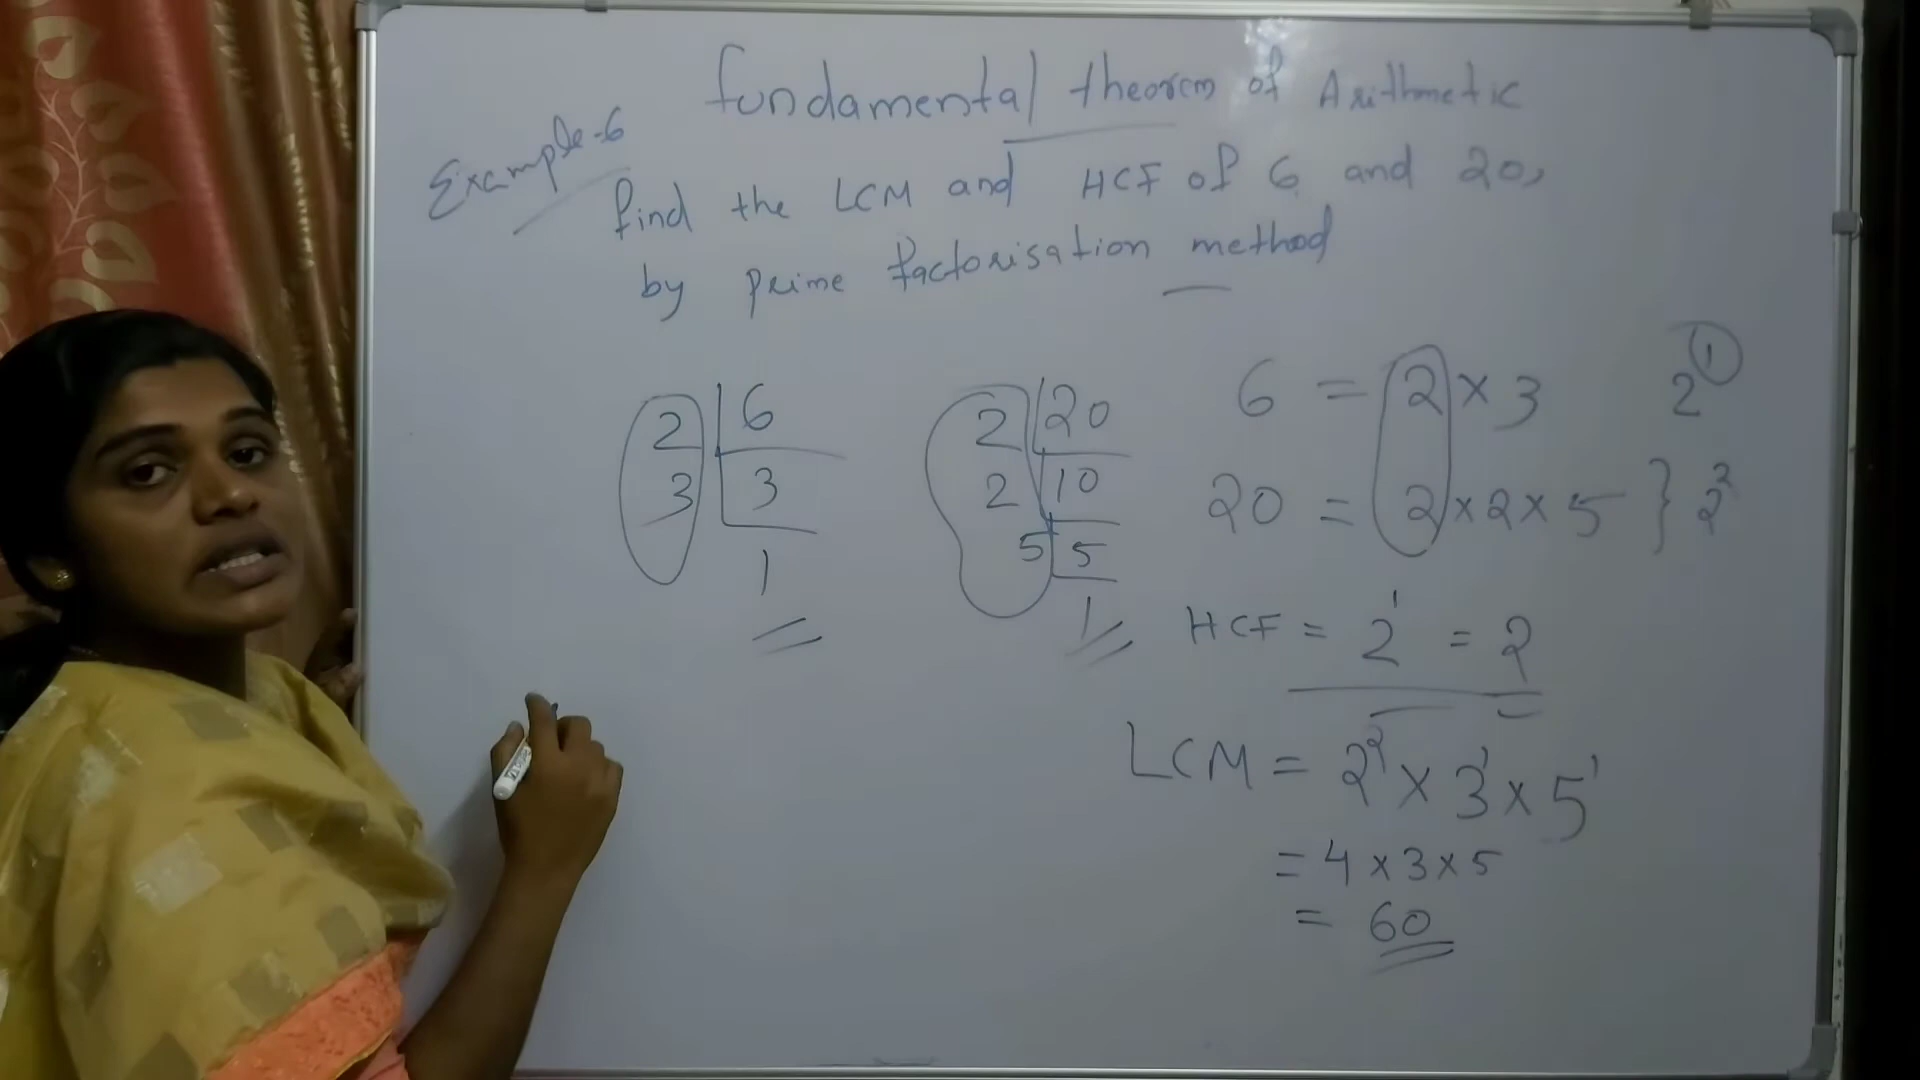 Fundamental theorem of Arithmetic
Example-6
find the LCM and HCF of 6 and 20,
by prime factorisation method
2 | 6
3 | 3
1
2 | 20
2 | 10
5 | 5
1
6 = 2 × 3 2¹
20 = 2 × 2 × 5 } 2²
HCF = 2¹ = 2
LCM = 2² × 3¹ × 5¹
= 4 × 3 × 5
= 60